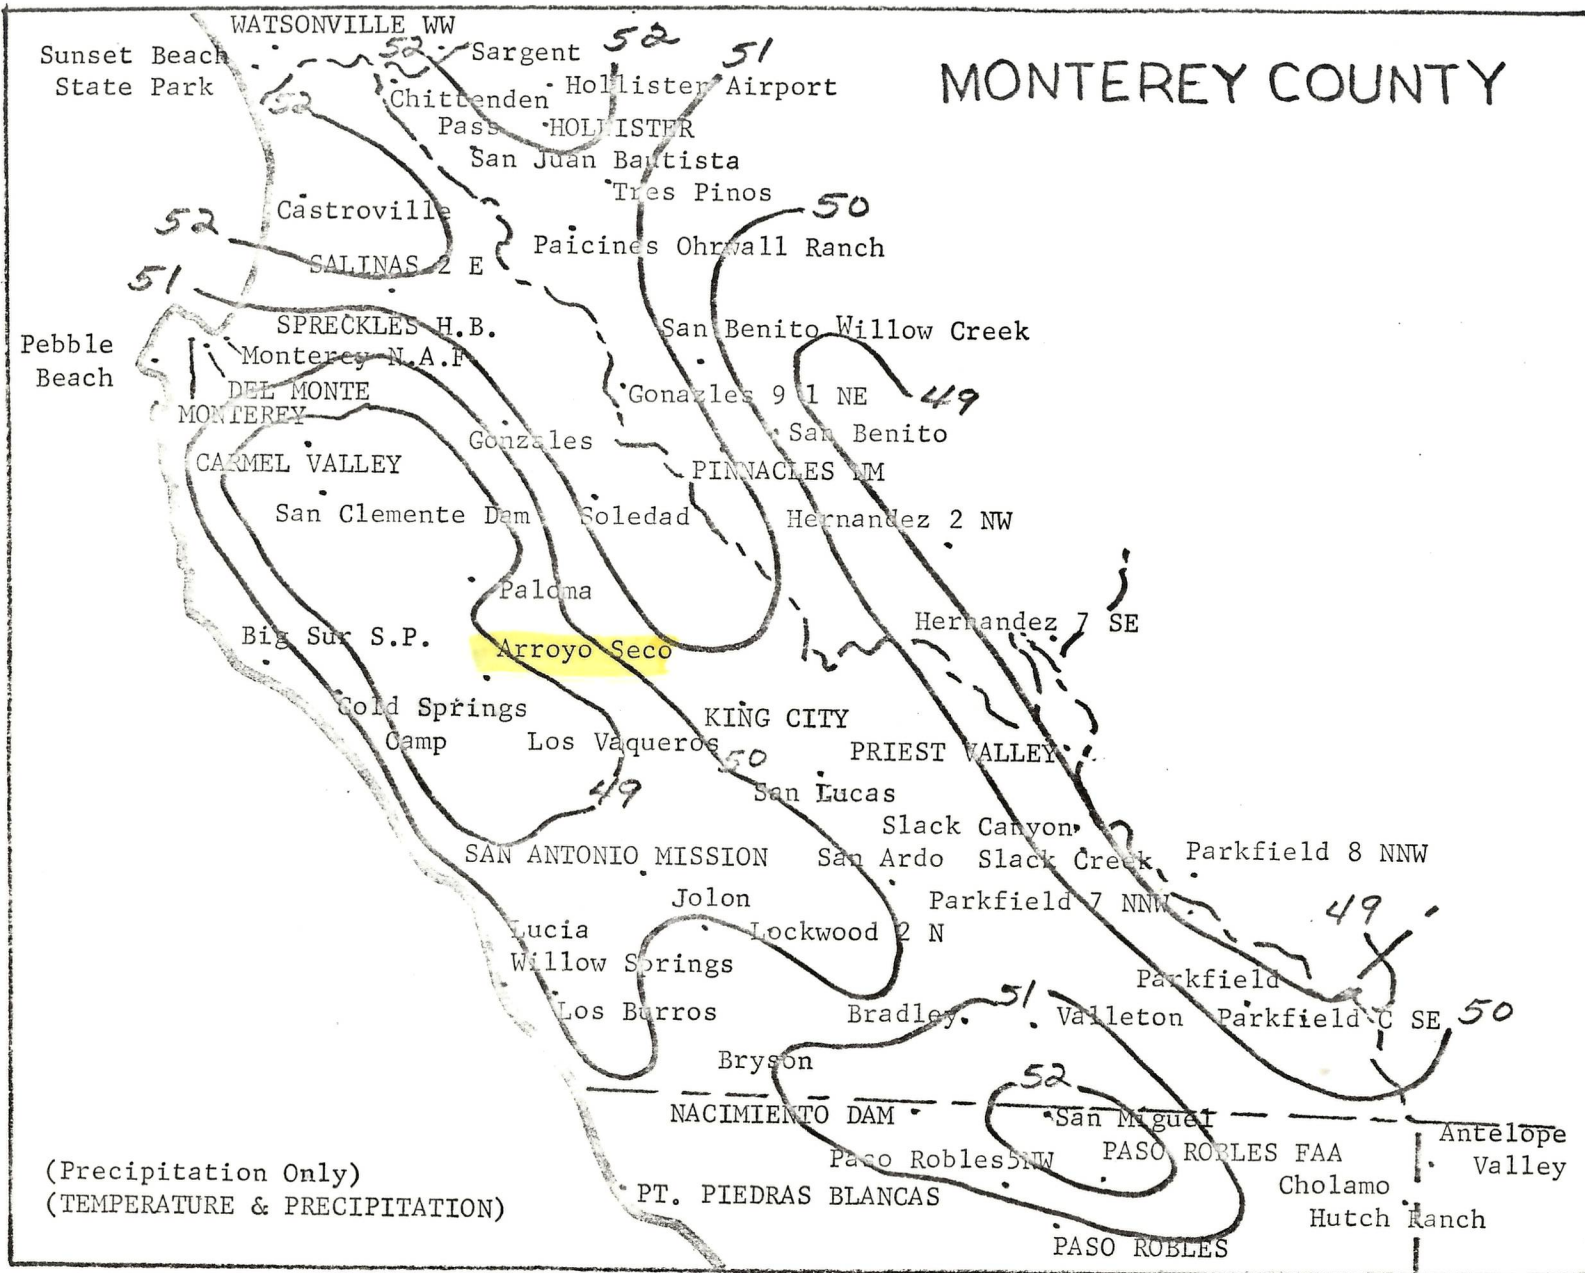 MONTEREY COUNTY
WATSONVILLE WW
Sunset Beach
State Park
52
Sargent
52
51
Hollister Airport
52
Chittenden
Pass
HOLLISTER
San Juan Bautista
Tres Pinos
Castroville
50
52
Paicines Ohrwall Ranch
SALINAS 2 E
51
SPRECKLES H.B.
San Benito Willow Creek
Pebble
Beach
Monterey N.A.F
DEL MONTE
MONTEREY
Gonazles 9 1 NE
49
Gonzales
San Benito
CARMEL VALLEY
PINNACLES NM
San Clemente Dam
Soledad
Hernandez 2 NW
Paloma
Hernandez 7 SE
Big Sur S.P.
Arroyo Seco
Cold Springs
Camp
KING CITY
Los Vaqueros
50
PRIEST VALLEY
49
San Lucas
Slack Canyon
SAN ANTONIO MISSION
San Ardo
Slack Creek
Parkfield 8 NNW
Jolon
Parkfield 7 NNW
49
Lucia
Lockwood 2 N
Willow Springs
Parkfield
Los Burros
Bradley
51
Valleton
Parkfield C SE
50
Bryson
52
NACIMIENTO DAM
San Miguel
Antelope
Valley
Paso Robles 5NW
PASO ROBLES FAA
(Precipitation Only)
(TEMPERATURE & PRECIPITATION)
PT. PIEDRAS BLANCAS
Cholamo
Hutch Ranch
PASO ROBLES